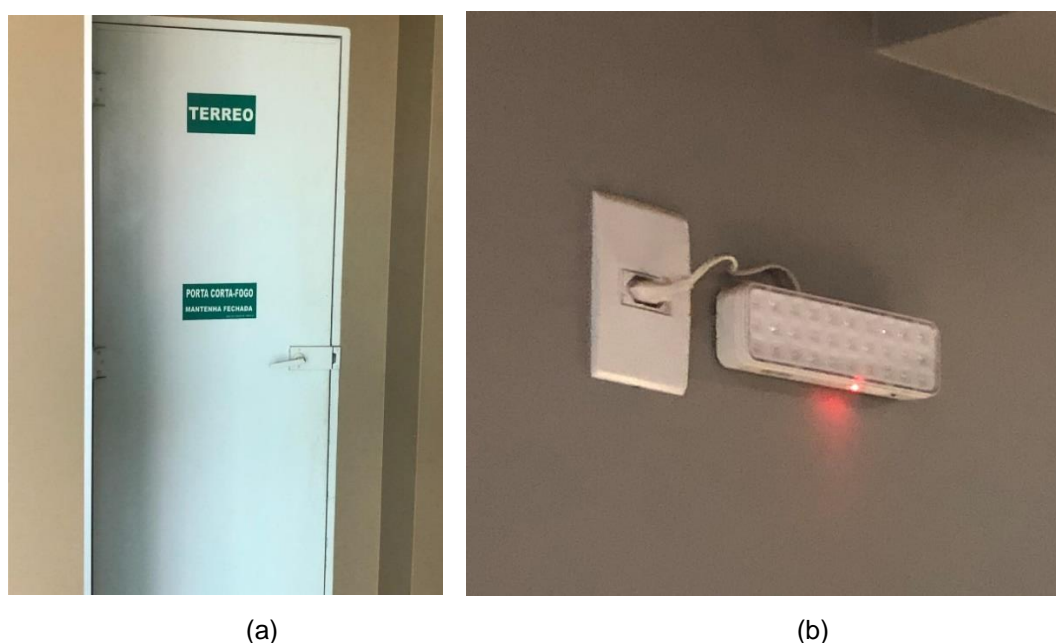 TERREO
PORTA CORTA-FOGO
MANTENHA FECHADA
(a)
(b)